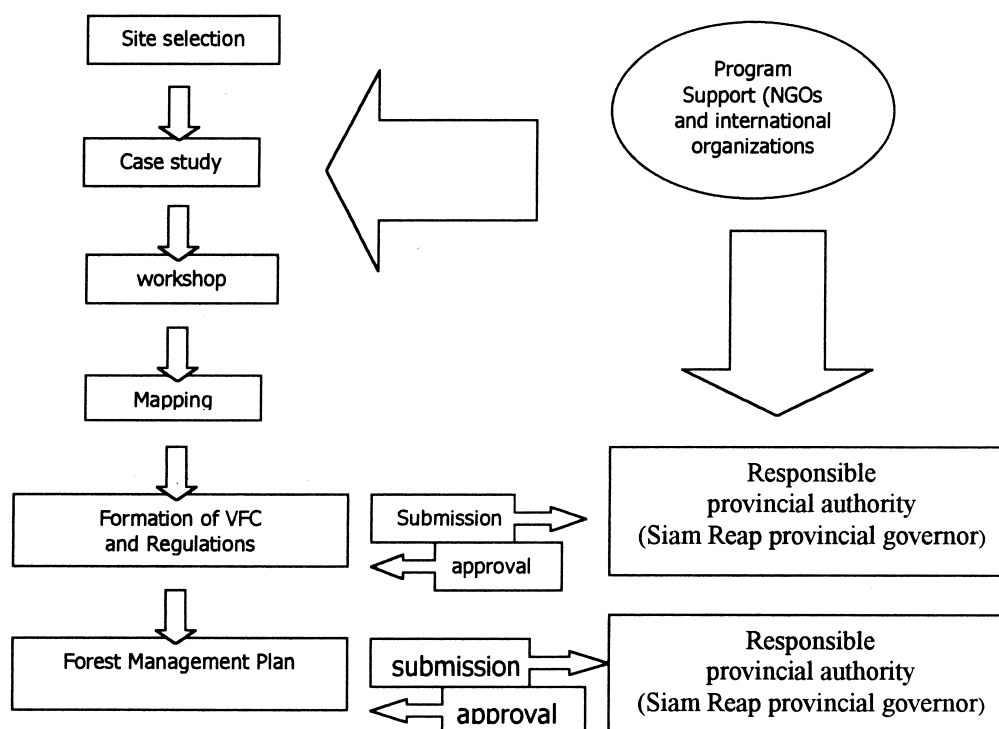 Site selection
Case study
workshop
Mapping
Formation of VFC
and Regulations
Forest Management Plan
Program
Support (NGOs
and international
organizations
Submission
approval
Responsible
provincial authority
(Siam Reap provincial governor)
submission
approval
Responsible
provincial authority
(Siam Reap provincial governor)